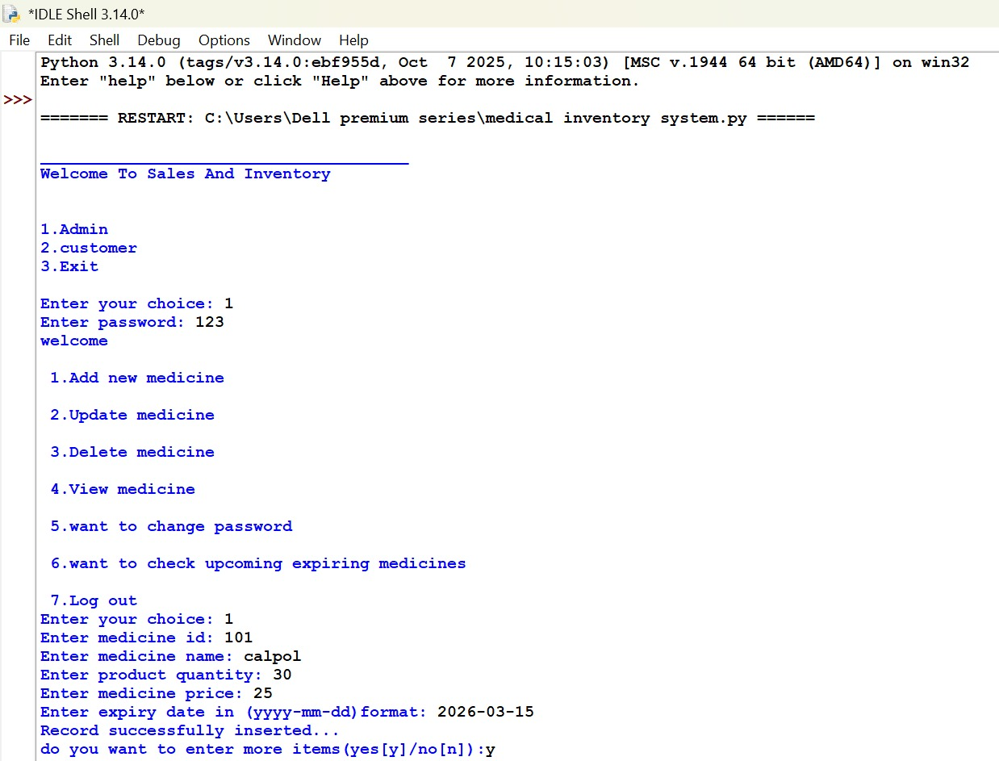 *IDLE Shell 3.14.0*
File Edit Shell Debug Options Window Help
Python 3.14.0 (tags/v3.14.0:ebf955d, Oct  7 2025, 10:15:03) [MSC v.1944 64 bit (AMD64)] on win32
Enter "help" below or click "Help" above for more information.
>>>
======= RESTART: C:\Users\Dell premium series\medical inventory system.py ======
______________________________________
Welcome To Sales And Inventory
1.Admin
2.customer
3.Exit
Enter your choice: 1
Enter password: 123
welcome
1.Add new medicine
2.Update medicine
3.Delete medicine
4.View medicine
5.want to change password
6.want to check upcoming expiring medicines
7.Log out
Enter your choice: 1
Enter medicine id: 101
Enter medicine name: calpol
Enter product quantity: 30
Enter medicine price: 25
Enter expiry date in (yyyy-mm-dd)format: 2026-03-15
Record successfully inserted...
do you want to enter more items(yes[y]/no[n]):y